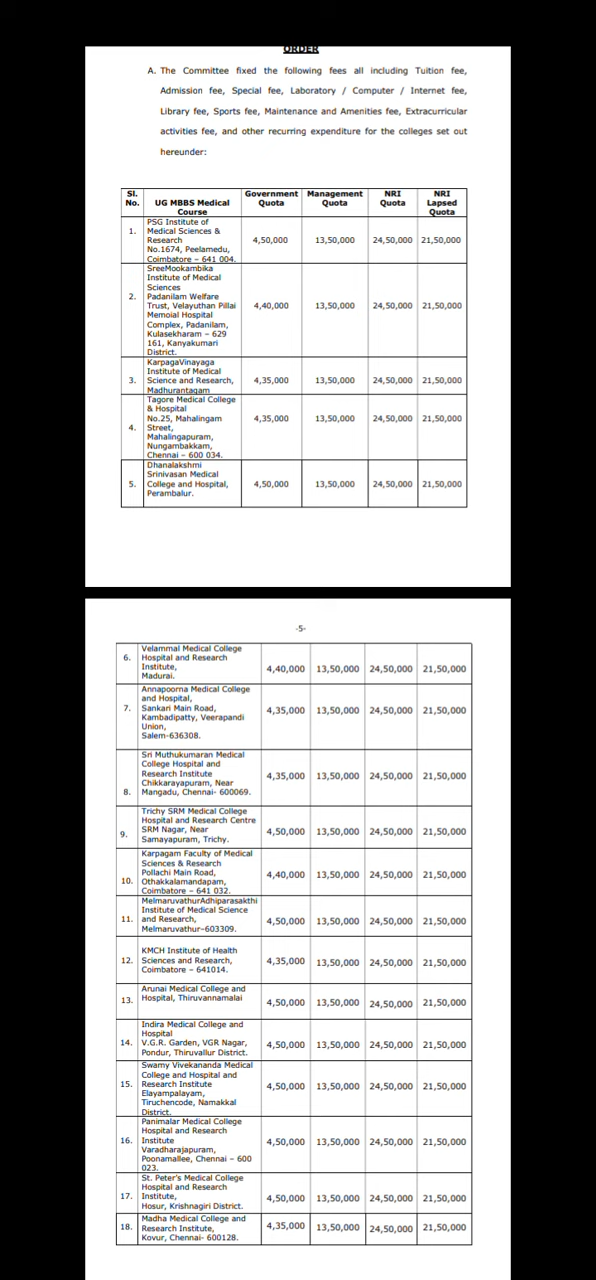 ORDER
A. The Committee fixed the following fees all including Tuition fee,
Admission fee, Special fee, Laboratory / Computer / Internet fee,
Library fee, Sports fee, Maintenance and Amenities fee, Extracurricular
activities fee, and other recurring expenditure for the colleges set out
hereunder:
Sl. No. UG MBBS Medical Course Government Quota Management Quota NRI Quota NRI Lapsed Quota
1. PSG Institute of
Medical Sciences &
Research
No.1674, Peelamedu,
Coimbatore – 641 004.
4,50,000 13,50,000 24,50,000 21,50,000
2. SreeMookambika
Institute of Medical
Sciences
Padanilam Welfare
Trust, Velayuthan Pillai
Memoial Hospital
Complex, Padanilam,
Kulasekharam – 629
161, Kanyakumari
District.
4,40,000 13,50,000 24,50,000 21,50,000
3. KarpagaVinayaga
Institute of Medical
Science and Research,
Madhurantagam
4,35,000 13,50,000 24,50,000 21,50,000
4. Tagore Medical College
& Hospital
No.25, Mahalingam
Street,
Mahalingapuram,
Nungambakkam,
Chennai – 600 034.
4,35,000 13,50,000 24,50,000 21,50,000
5. Dhanalakshmi
Srinivasan Medical
College and Hospital,
Perambalur.
4,50,000 13,50,000 24,50,000 21,50,000
-5-
6. Velammal Medical College
Hospital and Research
Institute,
Madurai.
4,40,000 13,50,000 24,50,000 21,50,000
7. Annapoorna Medical College
and Hospital,
Sankari Main Road,
Kambadipatty, Veerapandi
Union,
Salem-636308.
4,35,000 13,50,000 24,50,000 21,50,000
8. Sri Muthukumaran Medical
College Hospital and
Research Institute
Chikkarayapuram, Near
Mangadu, Chennai- 600069.
4,35,000 13,50,000 24,50,000 21,50,000
9. Trichy SRM Medical College
Hospital and Research Centre
SRM Nagar, Near
Samayapuram, Trichy.
4,50,000 13,50,000 24,50,000 21,50,000
10. Karpagam Faculty of Medical
Sciences & Research
Pollachi Main Road,
Othakkalamandapam,
Coimbatore – 641 032.
4,40,000 13,50,000 24,50,000 21,50,000
11. MelmaruvathurAdhiparasakthi
Institute of Medical Science
and Research,
Melmaruvathur–603309.
4,50,000 13,50,000 24,50,000 21,50,000
12. KMCH Institute of Health
Sciences and Research,
Coimbatore – 641014.
4,35,000 13,50,000 24,50,000 21,50,000
13. Arunai Medical College and
Hospital, Thiruvannamalai
4,50,000 13,50,000 24,50,000 21,50,000
14. Indira Medical College and
Hospital
V.G.R. Garden, VGR Nagar,
Pondur, Thiruvallur District.
4,50,000 13,50,000 24,50,000 21,50,000
15. Swamy Vivekananda Medical
College and Hospital and
Research Institute
Elayampalayam,
Tiruchencode, Namakkal
District.
4,50,000 13,50,000 24,50,000 21,50,000
16. Panimalar Medical College
Hospital and Research
Institute
Varadharajapuram,
Poonamallee, Chennai – 600
023.
4,50,000 13,50,000 24,50,000 21,50,000
17. St. Peter's Medical College
Hospital and Research
Institute,
Hosur, Krishnagiri District.
4,50,000 13,50,000 24,50,000 21,50,000
18. Madha Medical College and
Research Institute,
Kovur, Chennai- 600128.
4,35,000 13,50,000 24,50,000 21,50,000